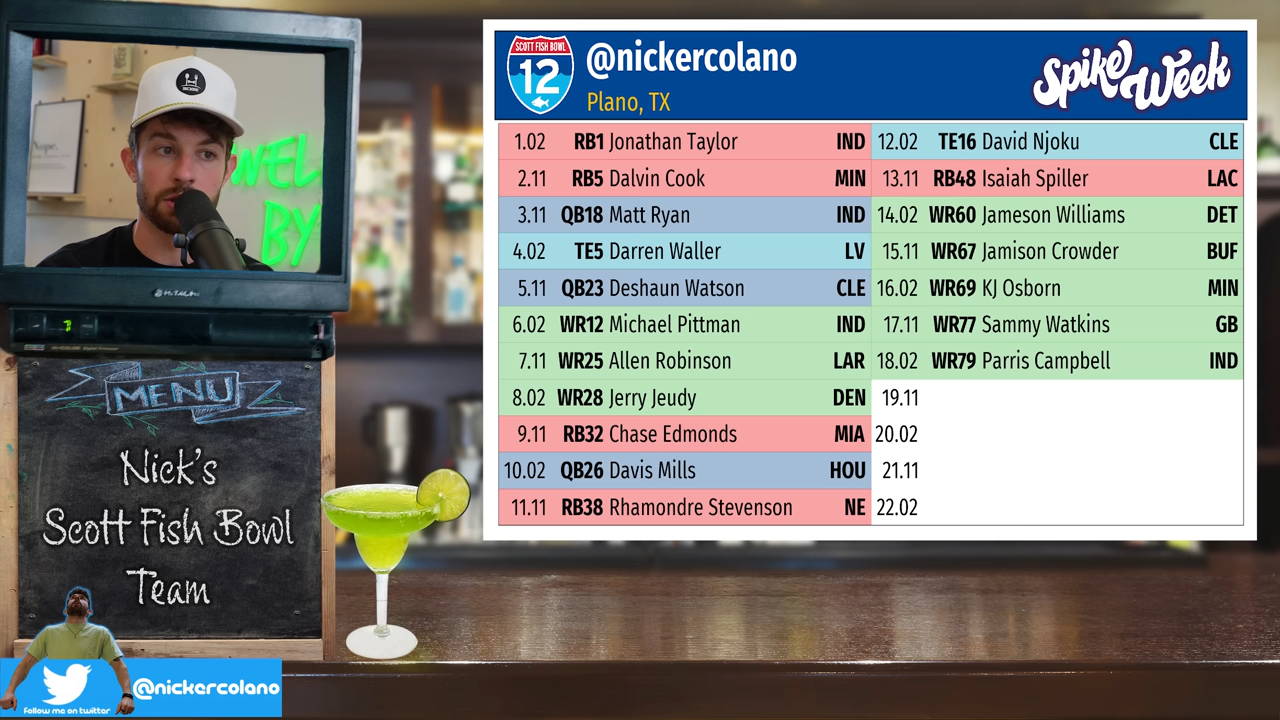 WEL
BY
MENU
Nick's
Scott Fish Bowl
Team
follow me on twitter
@nickercolano
SCOTT FISH BOWL
12
@nickercolano
Plano, TX
Spike Week
1.02 RB1 Jonathan Taylor IND
2.11 RB5 Dalvin Cook MIN
3.11 QB18 Matt Ryan IND
4.02 TE5 Darren Waller LV
5.11 QB23 Deshaun Watson CLE
6.02 WR12 Michael Pittman IND
7.11 WR25 Allen Robinson LAR
8.02 WR28 Jerry Jeudy DEN
9.11 RB32 Chase Edmonds MIA
10.02 QB26 Davis Mills HOU
11.11 RB38 Rhamondre Stevenson NE
12.02 TE16 David Njoku CLE
13.11 RB48 Isaiah Spiller LAC
14.02 WR60 Jameson Williams DET
15.11 WR67 Jamison Crowder BUF
16.02 WR69 KJ Osborn MIN
17.11 WR77 Sammy Watkins GB
18.02 WR79 Parris Campbell IND
19.11
20.02
21.11
22.02